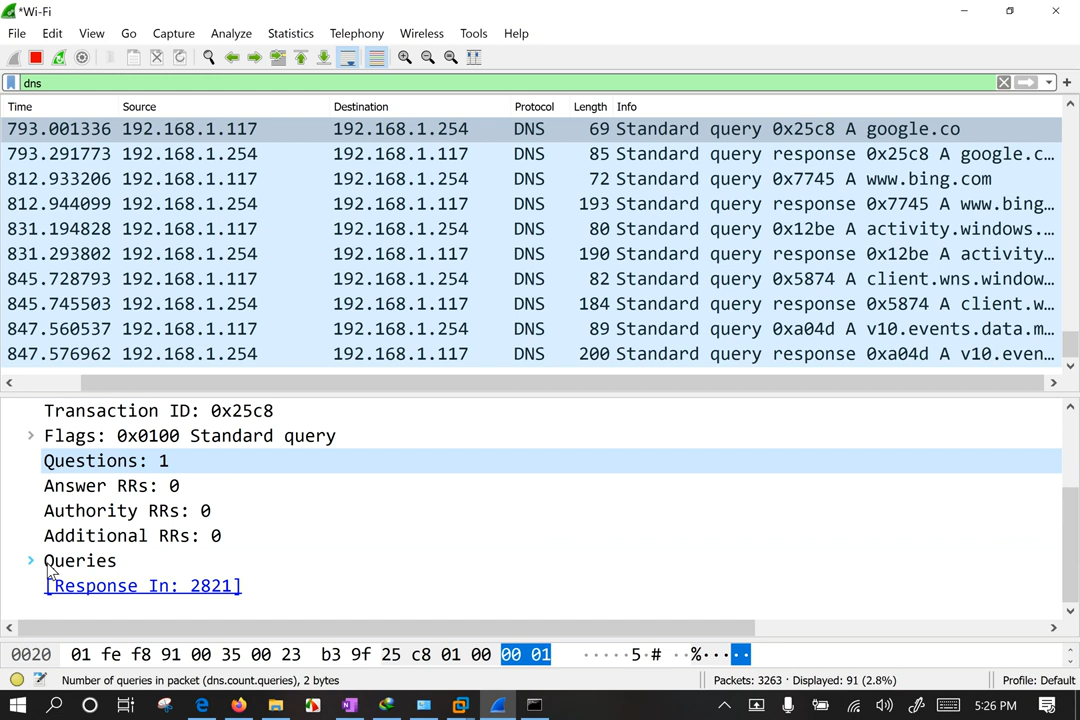 *Wi-Fi
File Edit View Go Capture Analyze Statistics Telephony Wireless Tools Help
dns
Time Source Destination Protocol Length Info
793.001336 192.168.1.117 192.168.1.254 DNS 69 Standard query 0x25c8 A google.co
793.291773 192.168.1.254 192.168.1.117 DNS 85 Standard query response 0x25c8 A google.c...
812.933206 192.168.1.117 192.168.1.254 DNS 72 Standard query 0x7745 A www.bing.com
812.944099 192.168.1.254 192.168.1.117 DNS 193 Standard query response 0x7745 A www.bing...
831.194828 192.168.1.117 192.168.1.254 DNS 80 Standard query 0x12be A activity.windows....
831.293802 192.168.1.254 192.168.1.117 DNS 190 Standard query response 0x12be A activity...
845.728793 192.168.1.117 192.168.1.254 DNS 82 Standard query 0x5874 A client.wns.window...
845.745503 192.168.1.254 192.168.1.117 DNS 184 Standard query response 0x5874 A client.w...
847.560537 192.168.1.117 192.168.1.254 DNS 89 Standard query 0xa04d A v10.events.data.m...
847.576962 192.168.1.254 192.168.1.117 DNS 200 Standard query response 0xa04d A v10.even...
Transaction ID: 0x25c8
Flags: 0x0100 Standard query
Questions: 1
Answer RRs: 0
Authority RRs: 0
Additional RRs: 0
Queries
[Response In: 2821]
0020 01 fe f8 91 00 35 00 23 b3 9f 25 c8 01 00 00 01 ·····5·# ··%·····
Number of queries in packet (dns.count.queries), 2 bytes Packets: 3263 · Displayed: 91 (2.8%) Profile: Default
5:26 PM